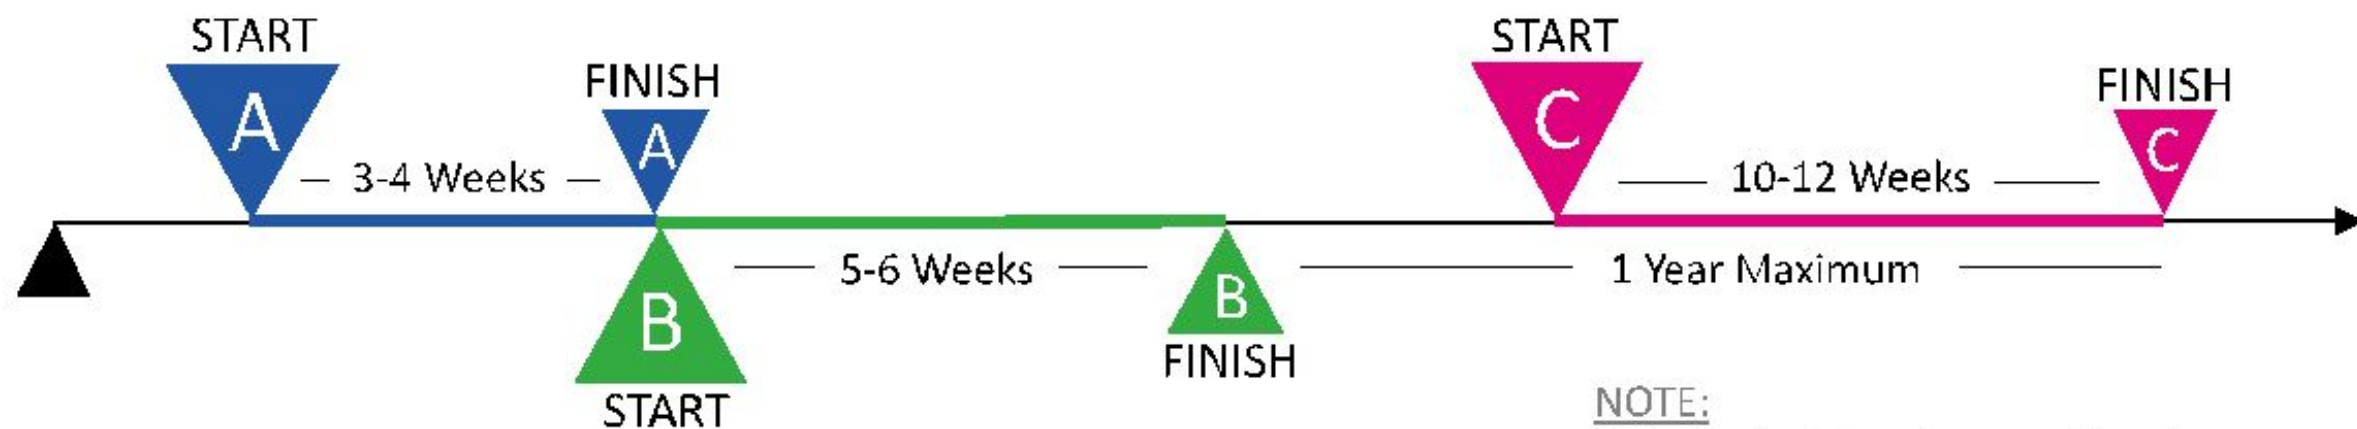 START
FINISH
START
FINISH
A
A
C
C
3-4 Weeks
10-12 Weeks
5-6 Weeks
1 Year Maximum
B
B
FINISH
START
NOTE: